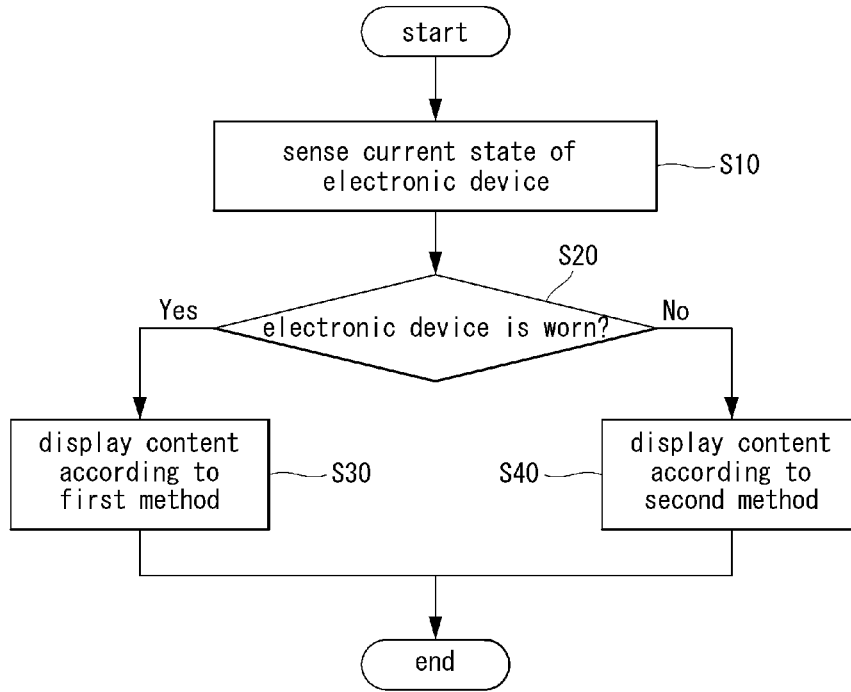 start
sense current state of
electronic device
S10
S20
Yes
electronic device is worn?
No
display content
according to
first method
S30
S40
display content
according to
second method
end